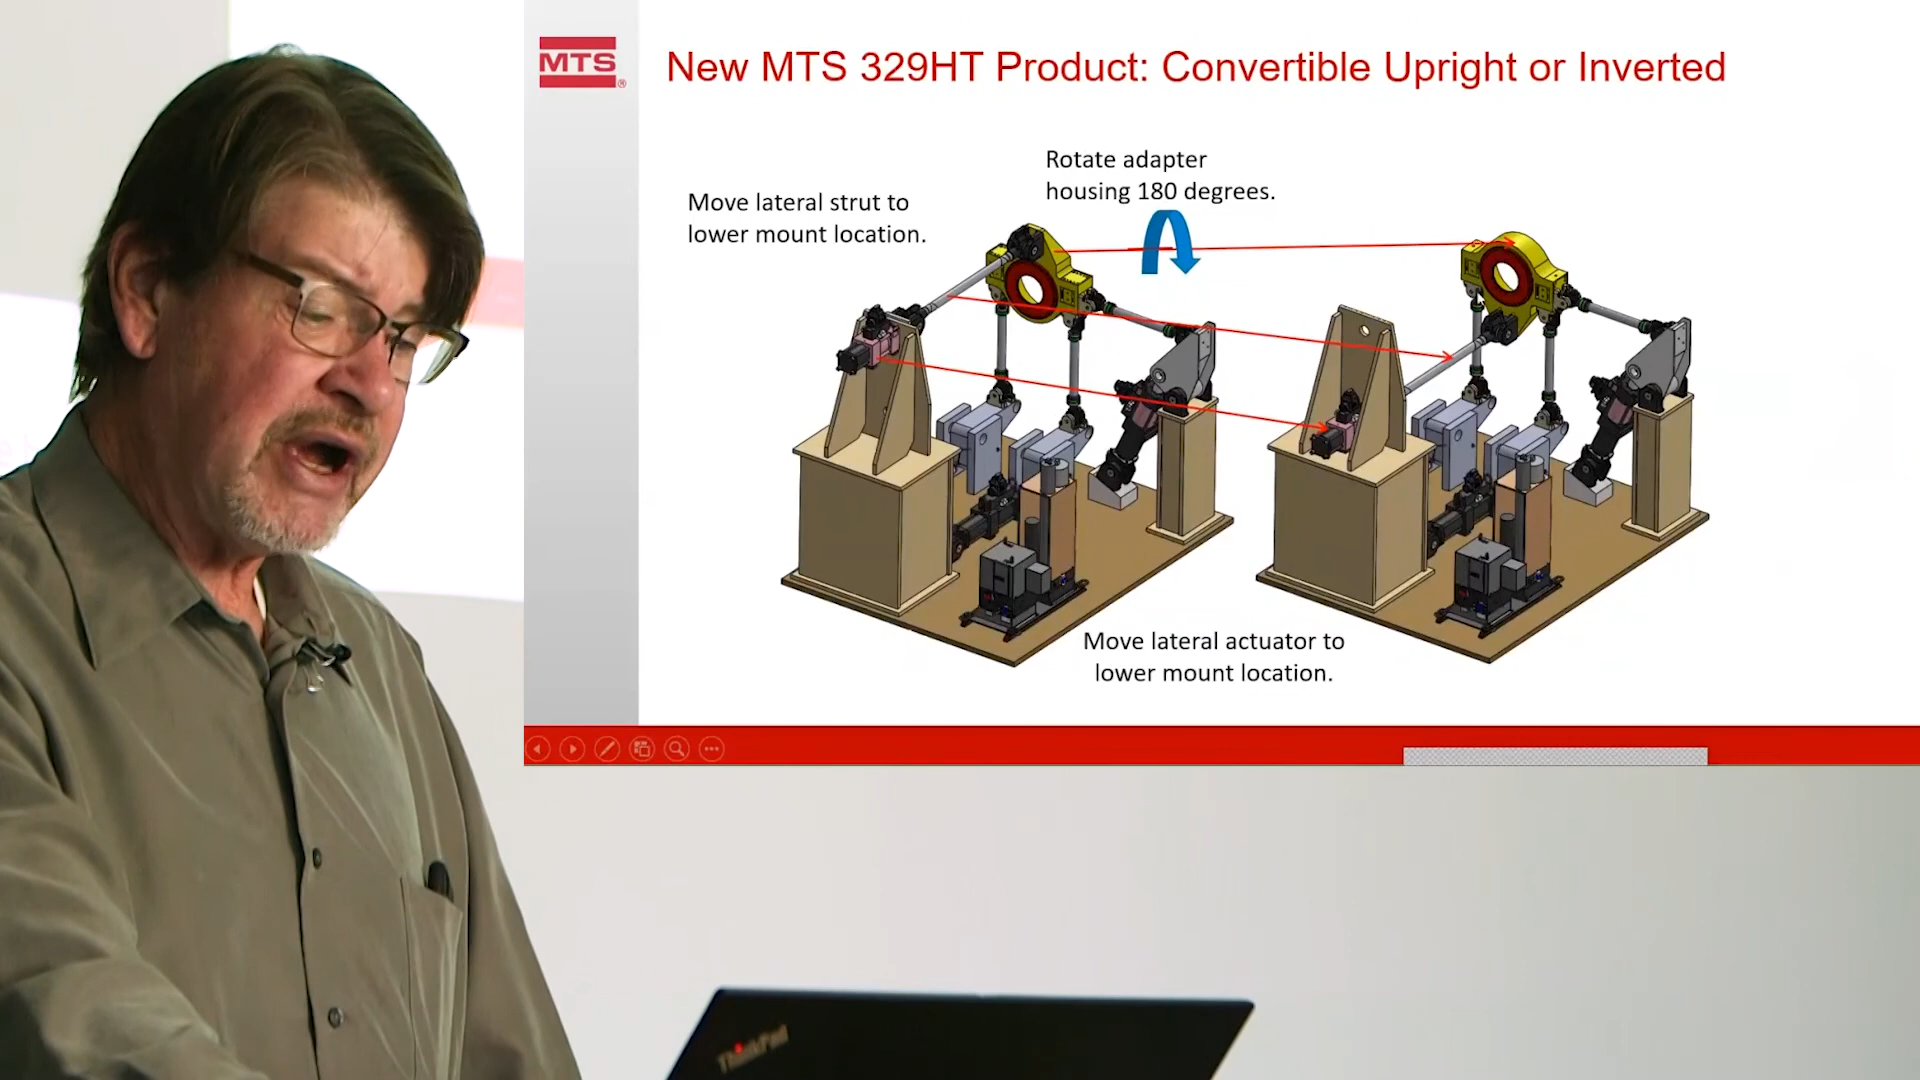 MTS
New MTS 329HT Product: Convertible Upright or Inverted
Rotate adapter
housing 180 degrees.
Move lateral strut to
lower mount location.
Move lateral actuator to
lower mount location.
ThinkPad